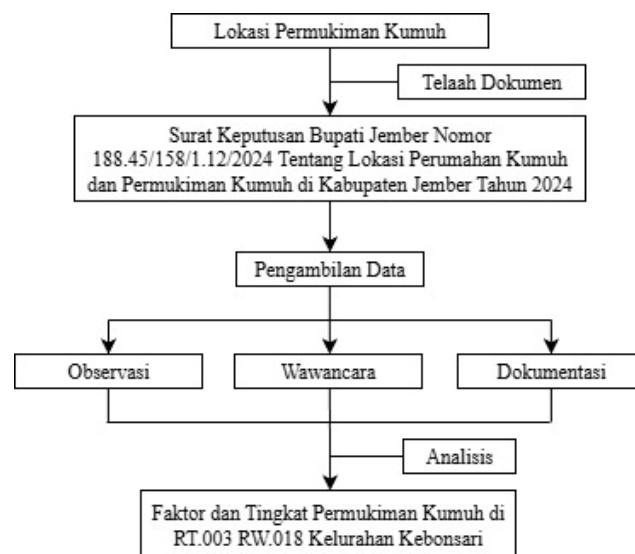 Lokasi Permukiman Kumuh
Telaah Dokumen
Surat Keputusan Bupati Jember Nomor
188.45/158/1.12/2024 Tentang Lokasi Perumahan Kumuh
dan Permukiman Kumuh di Kabupaten Jember Tahun 2024
Pengambilan Data
Observasi
Wawancara
Dokumentasi
Analisis
Faktor dan Tingkat Permukiman Kumuh di
RT.003 RW.018 Kelurahan Kebonsari